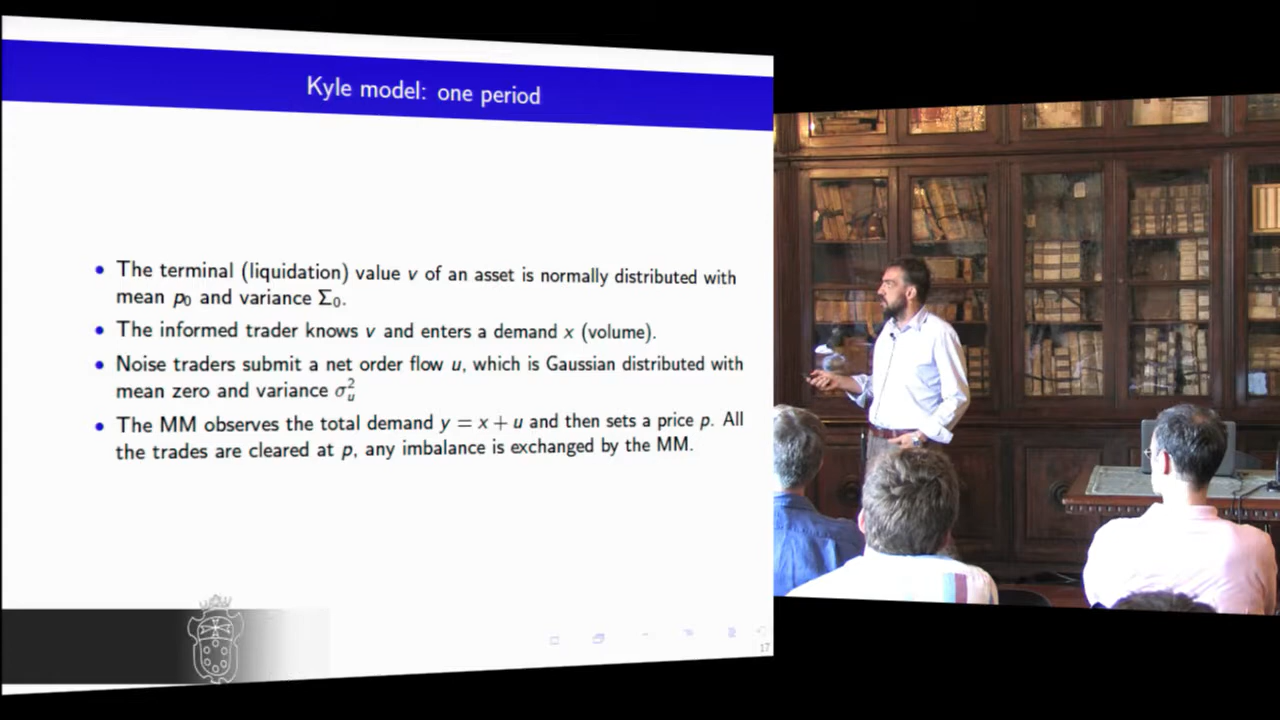 Kyle model: one period
• The terminal (liquidation) value v of an asset is normally distributed with
mean p₀ and variance Σ₀.
• The informed trader knows v and enters a demand x (volume).
• Noise traders submit a net order flow u, which is Gaussian distributed with
mean zero and variance σᵤ²
• The MM observes the total demand y = x + u and then sets a price p. All
the trades are cleared at p, any imbalance is exchanged by the MM.
17